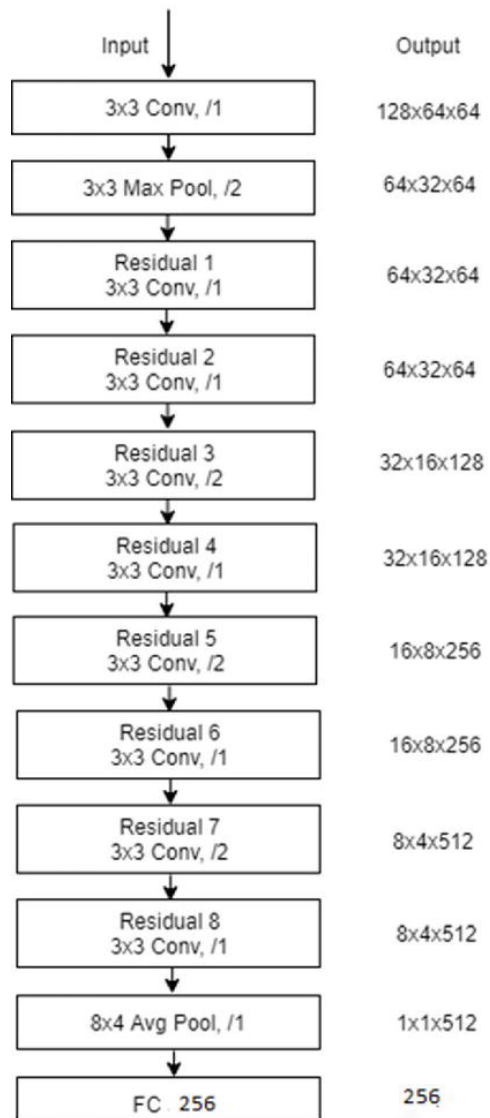 Input Output
3x3 Conv, /1 128x64x64
3x3 Max Pool, /2 64x32x64
Residual 1
3x3 Conv, /1 64x32x64
Residual 2
3x3 Conv, /1 64x32x64
Residual 3
3x3 Conv, /2 32x16x128
Residual 4
3x3 Conv, /1 32x16x128
Residual 5
3x3 Conv, /2 16x8x256
Residual 6
3x3 Conv, /1 16x8x256
Residual 7
3x3 Conv, /2 8x4x512
Residual 8
3x3 Conv, /1 8x4x512
8x4 Avg Pool, /1 1x1x512
FC 256 256